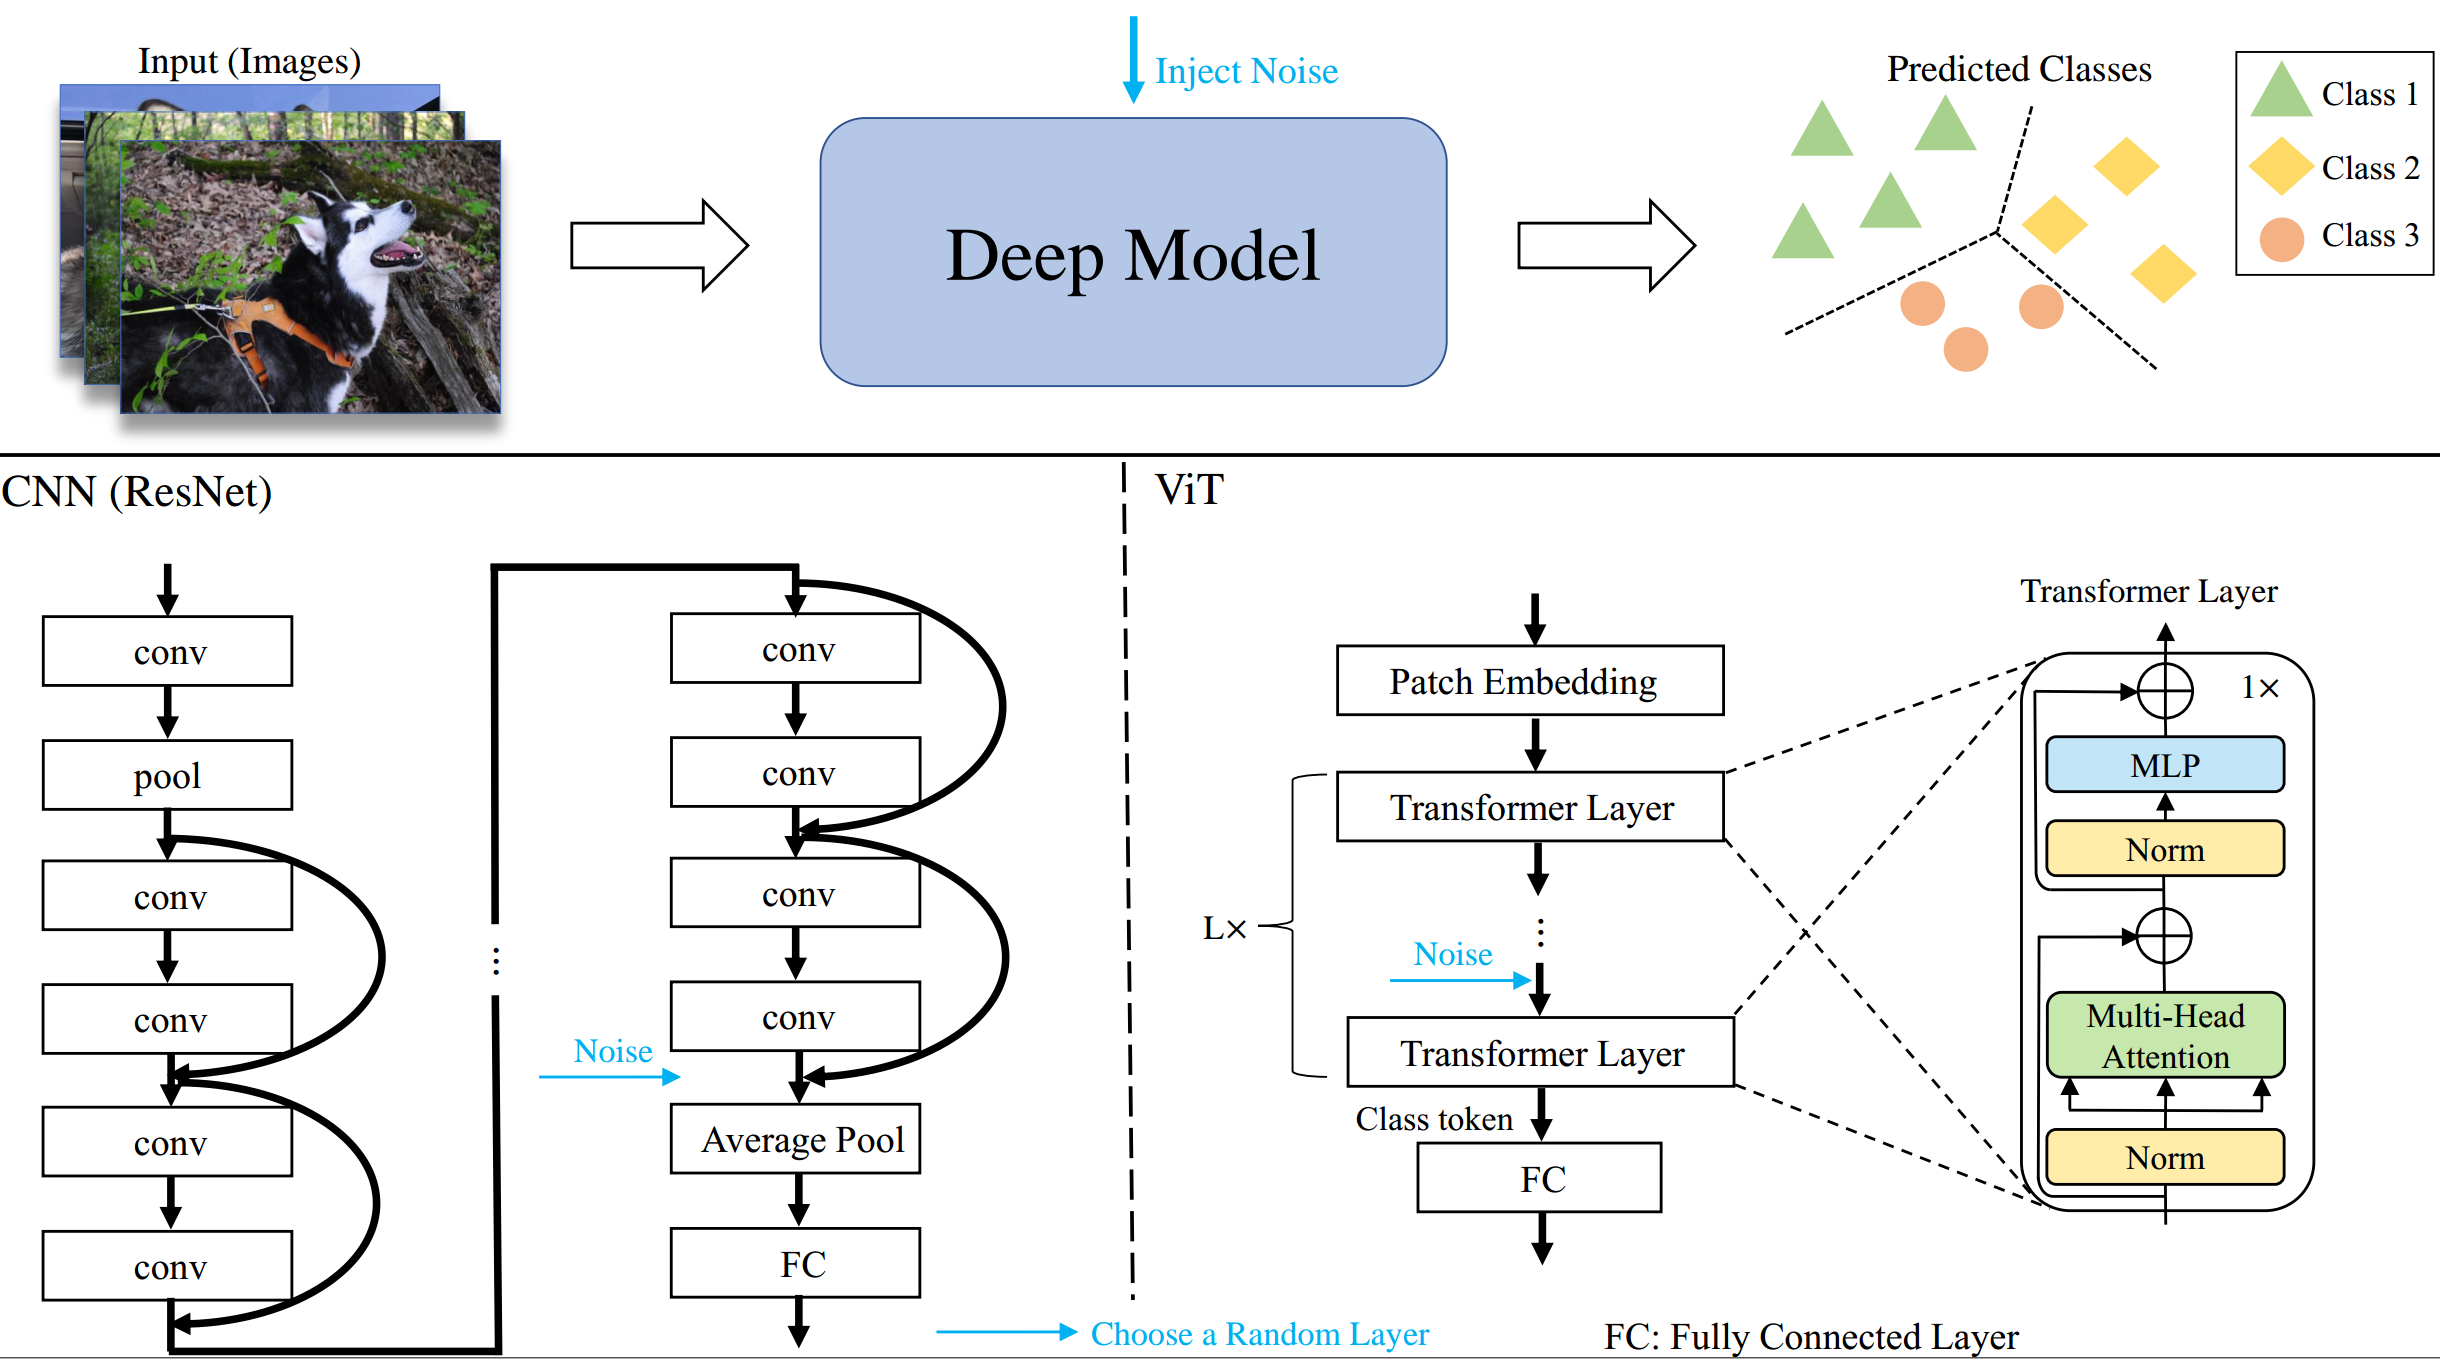 Input (Images)
Inject Noise
Deep Model
Predicted Classes
Class 1
Class 2
Class 3
CNN (ResNet)
conv
pool
conv
conv
conv
conv
...
conv
conv
conv
conv
Noise
Average Pool
FC
Choose a Random Layer
ViT
Patch Embedding
Transformer Layer
...
L×
Noise
Transformer Layer
Class token
FC
Transformer Layer
1×
MLP
Norm
Multi-Head
Attention
Norm
FC: Fully Connected Layer